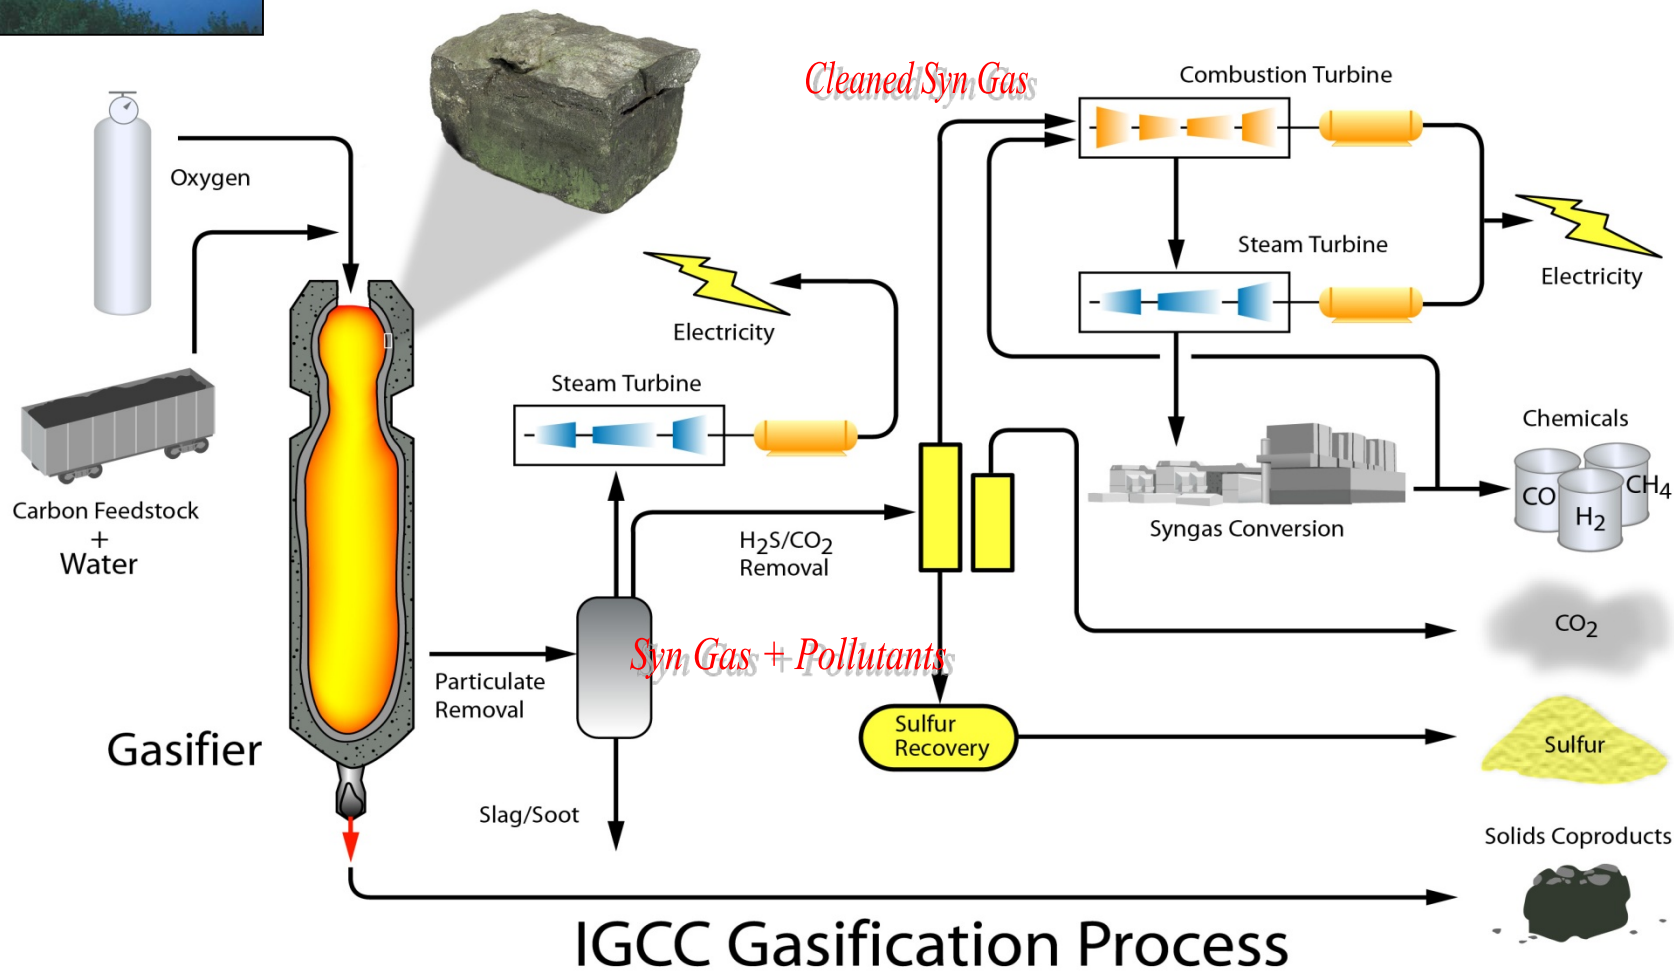 Cleaned Syn Gas
Combustion Turbine
Oxygen
Steam Turbine
Electricity
Electricity
Steam Turbine
Chemicals
CO
CH4
H2
Carbon Feedstock
+
Water
Syngas Conversion
H2S/CO2
Removal
CO2
Syn Gas + Pollutants
Particulate
Removal
Sulfur
Recovery
Sulfur
Gasifier
Slag/Soot
Solids Coproducts
IGCC Gasification Process